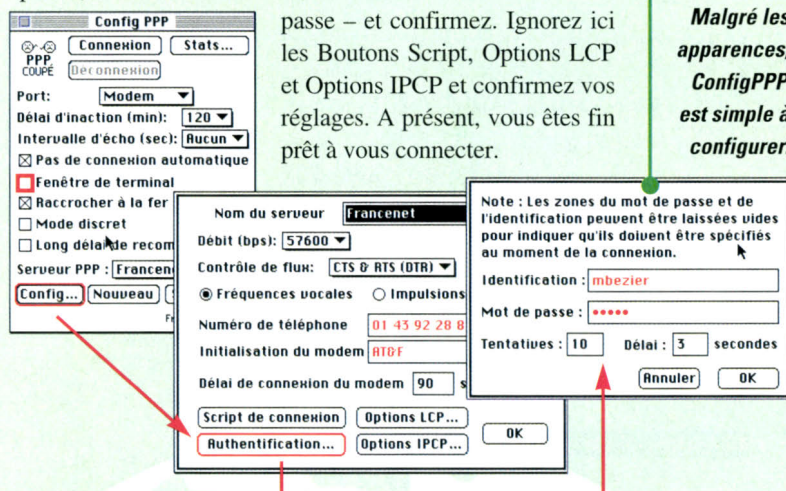 passe – et confirmez. Ignorez ici
les Boutons Script, Options LCP
et Options IPCP et confirmez vos
réglages. A présent, vous êtes fin
prêt à vous connecter.
Malgré les
apparences,
ConfigPPP
est simple à
configurer.
Config PPP
PPP
COUPÉ
Connexion
Stats...
Déconnexion
Port: Modem
Délai d'inaction (min): 120
Intervalle d'écho (sec): Aucun
Pas de connexion automatique
Fenêtre de terminal
Raccrocher à la fer
Mode discret
Long délai de recom
Serveur PPP : Francen
Config...
Nouveau
Nom du serveur Francenet
Débit (bps): 57600
Contrôle de flux: CTS & RTS (DTR)
Fréquences vocales
Impulsions
Numéro de téléphone 01 43 92 28 8
Initialisation du modem AT&F
Délai de connexion du modem 90 s
Script de connexion
Options LCP...
Authentification...
Options IPCP...
OK
Note : Les zones du mot de passe et de
l'identification peuvent être laissées vides
pour indiquer qu'ils doivent être spécifiés
au moment de la connexion.
Identification : mbezier
Mot de passe : •••••
Tentatives : 10 Délai : 3 secondes
Annuler
OK